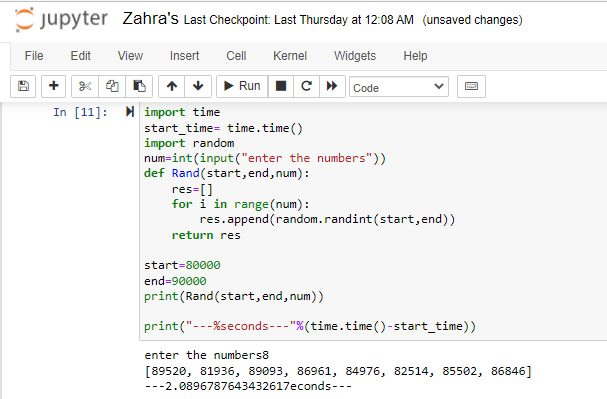 jupyter Zahra's Last Checkpoint: Last Thursday at 12:08 AM (unsaved changes)
File Edit View Insert Cell Kernel Widgets Help
Run Code
In [11]: import time
start_time= time.time()
import random
num=int(input("enter the numbers"))
def Rand(start,end,num):
    res=[]
    for i in range(num):
        res.append(random.randint(start,end))
    return res
start=80000
end=90000
print(Rand(start,end,num))
print("---%seconds---"%(time.time()-start_time))
enter the numbers8
[89520, 81936, 89093, 86961, 84976, 82514, 85502, 86846]
---2.0896787643432617econds---